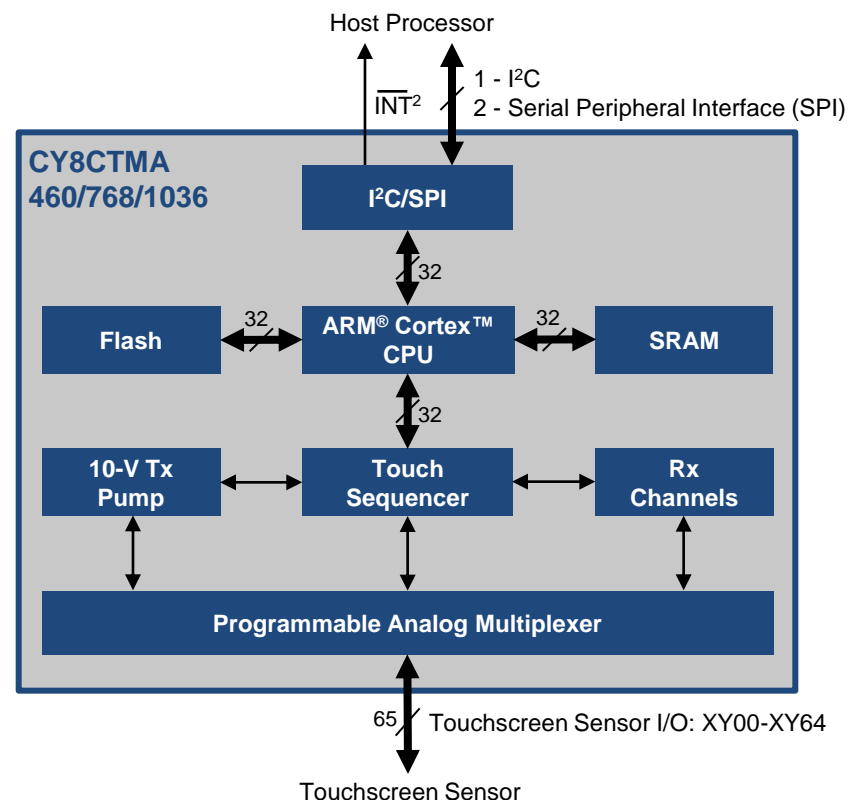 Host Processor
1 - I²C
INT²
2 - Serial Peripheral Interface (SPI)
CY8CTMA
460/768/1036
I²C/SPI
32
Flash
32
ARM® Cortex™
CPU
32
SRAM
32
10-V Tx
Pump
Touch
Sequencer
Rx
Channels
Programmable Analog Multiplexer
65
Touchscreen Sensor I/O: XY00-XY64
Touchscreen Sensor